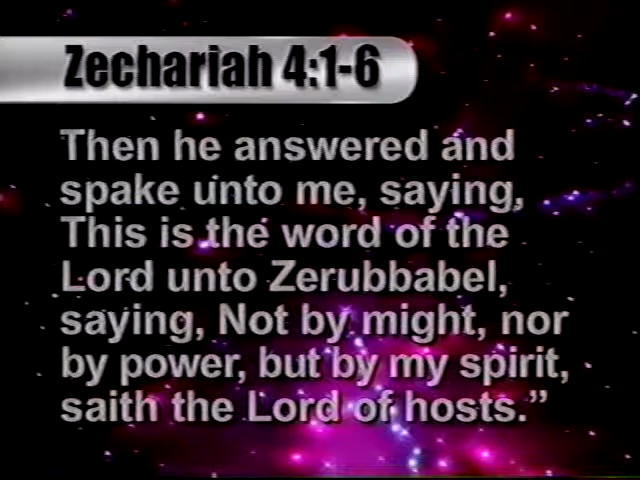 Zechariah 4:1-6
Then he answered and
spake unto me, saying,
This is the word of the
Lord unto Zerubbabel,
saying, Not by might, nor
by power, but by my spirit,
saith the Lord of hosts.”